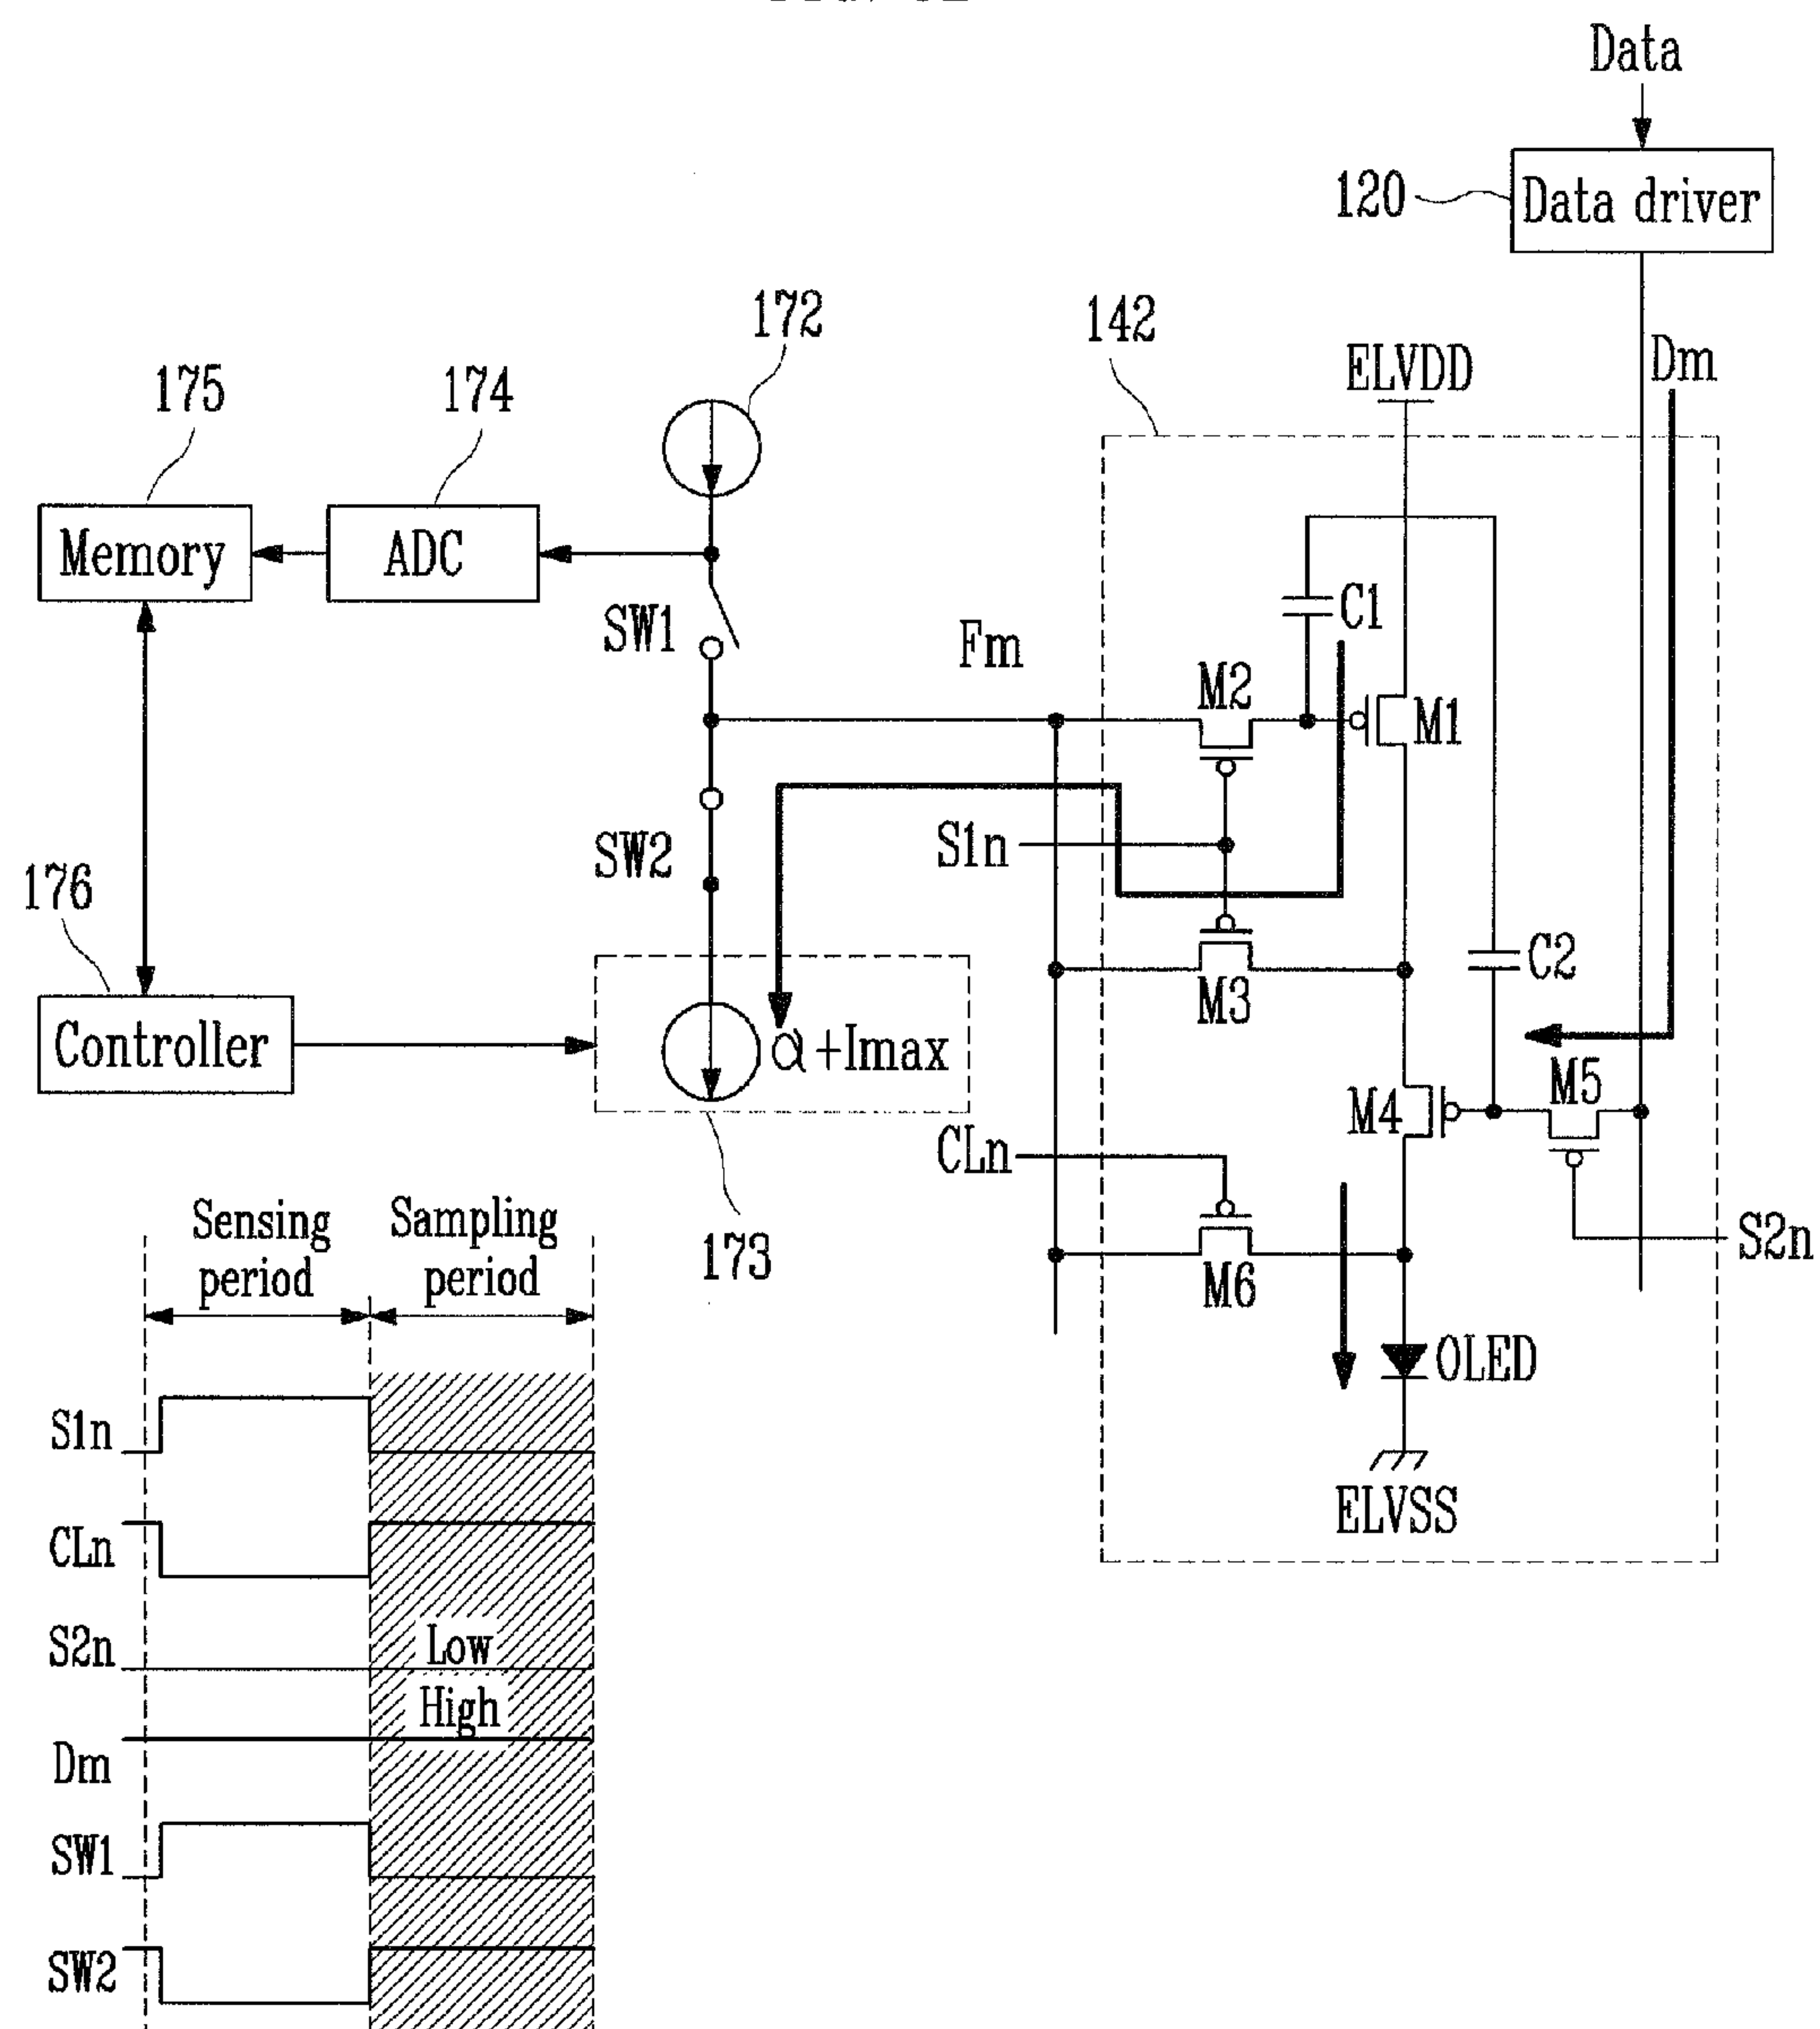 Data
120
Data driver
172
142
175
174
ELVDD
Dm
Memory
ADC
SW1
C1
Fm
M2
M1
S1n
SW2
176
C2
M3
Controller
α+Imax
M5
M4
CLn
Sensing period
Sampling period
173
S2n
M6
OLED
S1n
ELVSS
CLn
S2n
Low
High
Dm
SW1
SW2